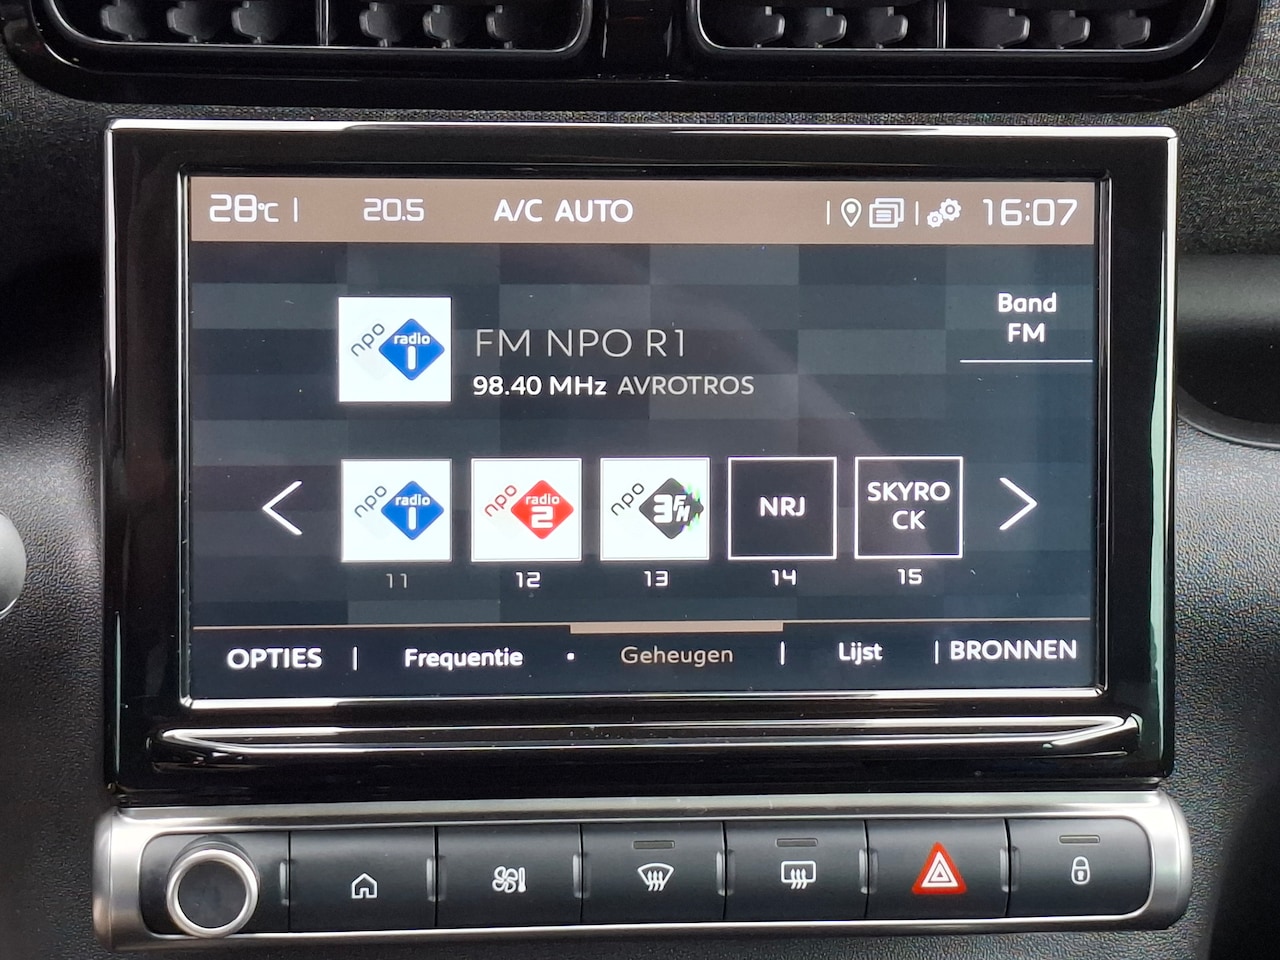 28°C | 20.5 A/C AUTO | | 16:07
Band
FM
npo radio 1
FM NPO R1
98.40 MHz AVROTROS
npo radio 1
npo radio 2
npo 3FM
NRJ
SKYRO
CK
11 12 13 14 15
OPTIES | Frequentie · Geheugen | Lijst | BRONNEN